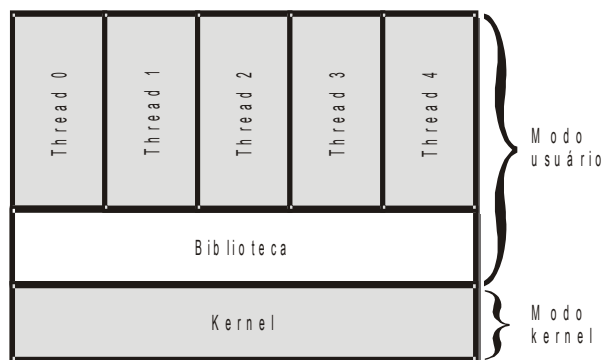 Thread 0
Thread 1
Thread 2
Thread 3
Thread 4
Modo
usuário
Biblioteca
Kernel
Modo
kernel